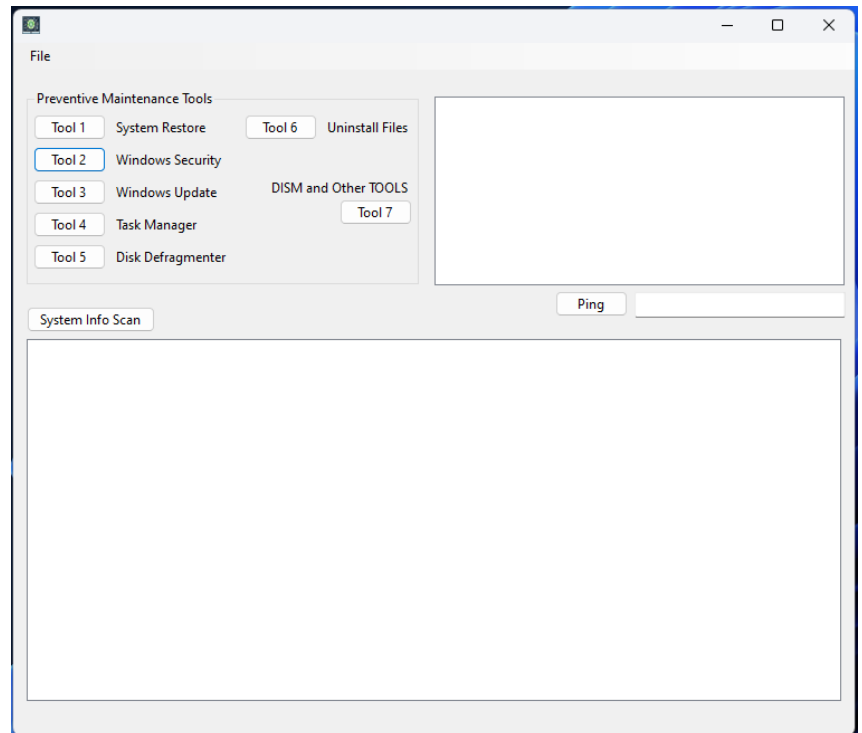 File
Preventive Maintenance Tools
Tool 1 System Restore Tool 6 Uninstall Files
Tool 2 Windows Security
Tool 3 Windows Update DISM and Other TOOLS
Tool 7
Tool 4 Task Manager
Tool 5 Disk Defragmenter
Ping
System Info Scan